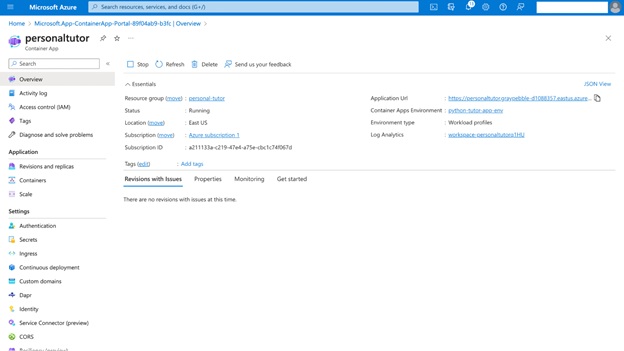 Microsoft Azure
Search resources, services, and docs (G+/)
Home > Microsoft.App-ContainerApp-Portal-89f04ab9-b3fc | Overview >
personaltutor
Container App
Search
Overview
Activity log
Access control (IAM)
Tags
Diagnose and solve problems
Application
Revisions and replicas
Containers
Scale
Settings
Authentication
Secrets
Ingress
Continuous deployment
Custom domains
Dapr
Identity
Service Connector (preview)
CORS
Resiliency (preview)
Stop Refresh Delete Send us your feedback
Essentials
JSON View
Resource group (move) : personal-tutor
Status : Running
Location (move) : East US
Subscription (move) : Azure subscription 1
Subscription ID : a211133a-c219-47e4-a75e-cbc1c74f067d
Application Url : https://personaltutor.graypebble-d1088357.eastus.azure...
Container Apps Environment : python-tutor-app-env
Environment type : Workload profiles
Log Analytics :
Tags (edit) : Add tags
Revisions with Issues Properties Monitoring Get started
There are no revisions with issues at this time.